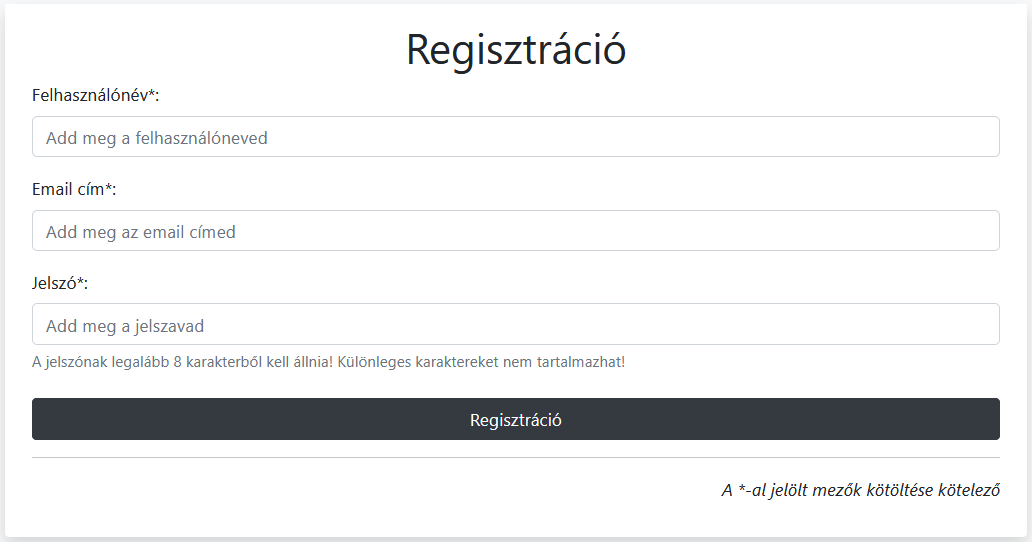 Regisztráció
Felhasználónév*:
Add meg a felhasználóneved
Email cím*:
Add meg az email címed
Jelszó*:
Add meg a jelszavad
A jelszónak legalább 8 karakterből kell állnia! Különleges karaktereket nem tartalmazhat!
Regisztráció
A *-al jelölt mezők kötöltése kötelező